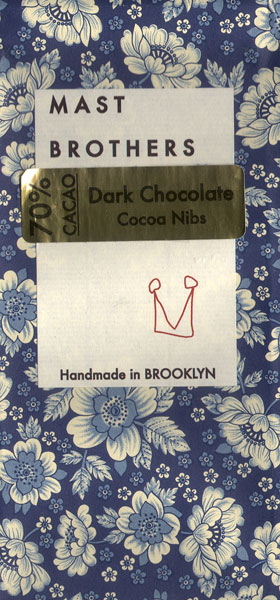 MAST
BROTHERS
70%
CACAO
Dark Chocolate
Cocoa Nibs
Handmade in BROOKLYN